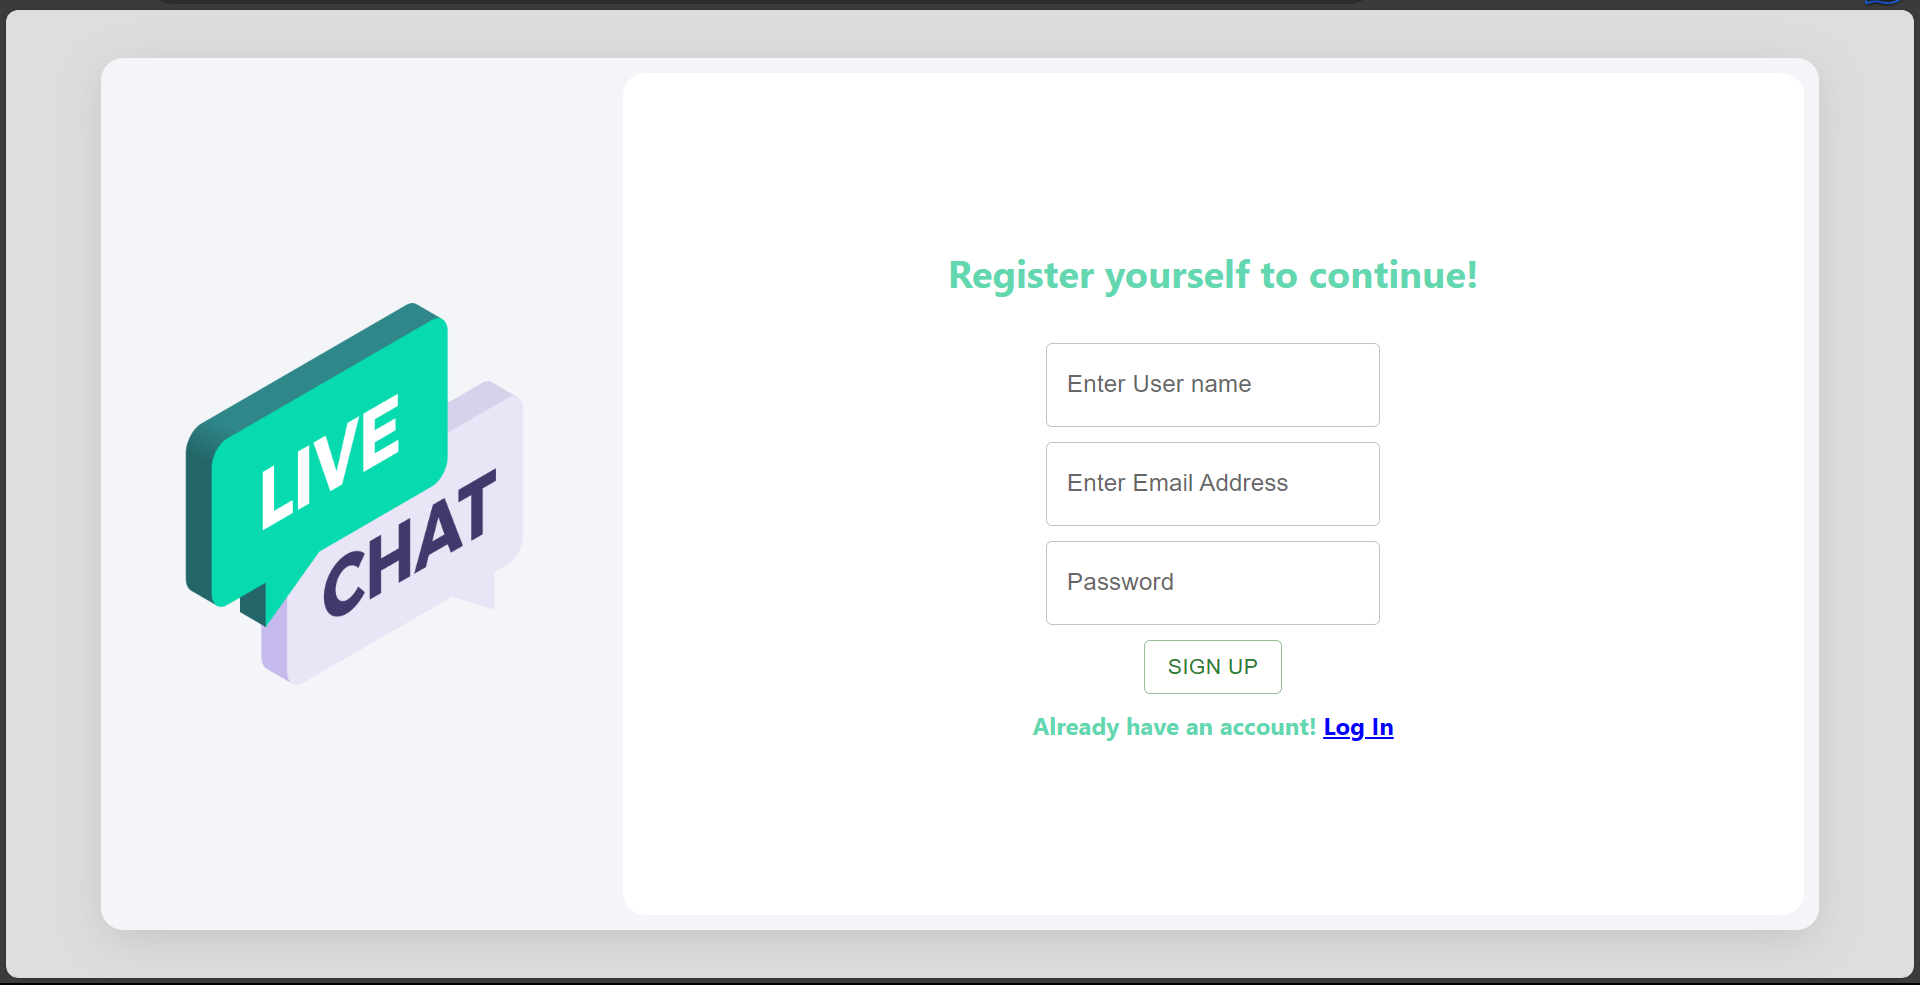 LIVE
CHAT
Register yourself to continue!
Enter User name
Enter Email Address
Password
SIGN UP
Already have an account! Log In